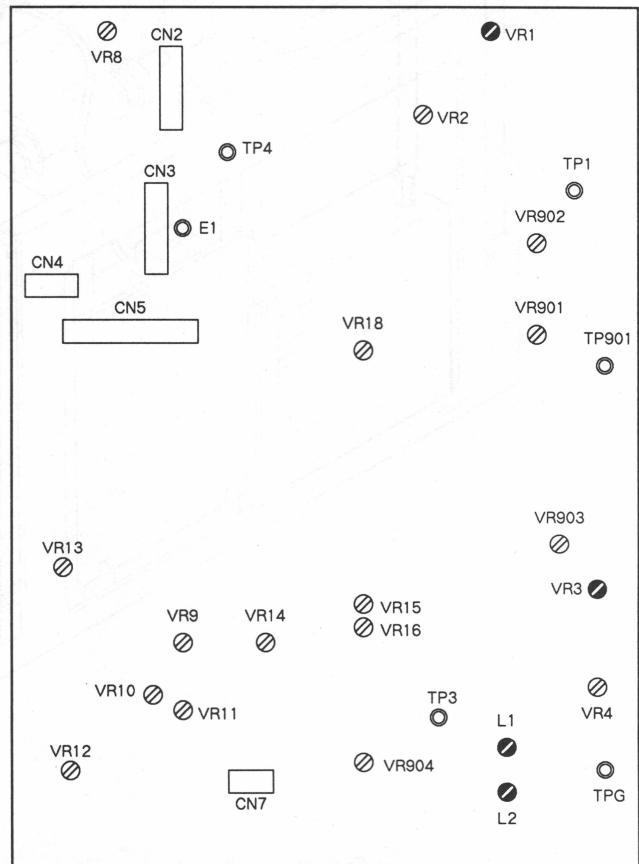 VR8
CN2
VR1
VR2
TP4
TP1
CN3
E1
VR902
CN4
CN5
VR18
VR901
TP901
VR903
VR13
VR3
VR15
VR9
VR14
VR16
VR10
VR11
TP3
VR4
L1
VR12
VR904
CN7
TPG
L2